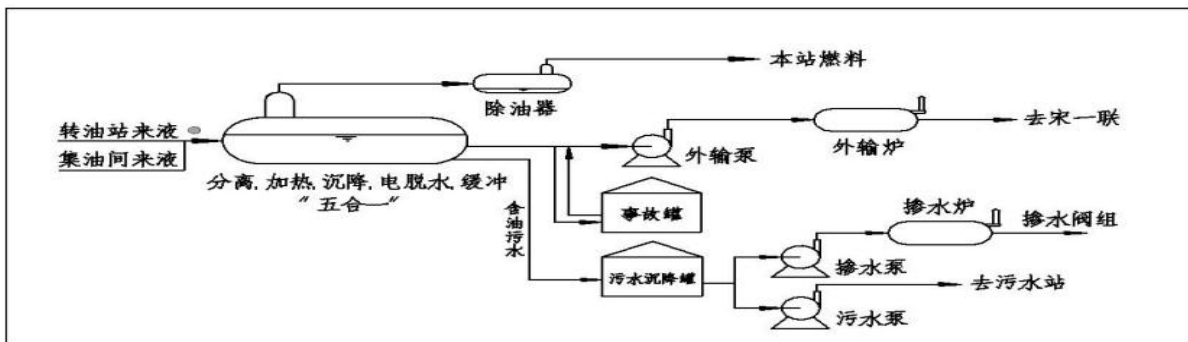 本站燃料
除油器
转油站来液
集油间来液
去宋一联
外输炉
外输泵
分离,加热,沉降,电脱水,缓冲
"五合一"
事故罐
含油污水
掺水炉
掺水阀组
掺水泵
污水沉降罐
去污水站
污水泵